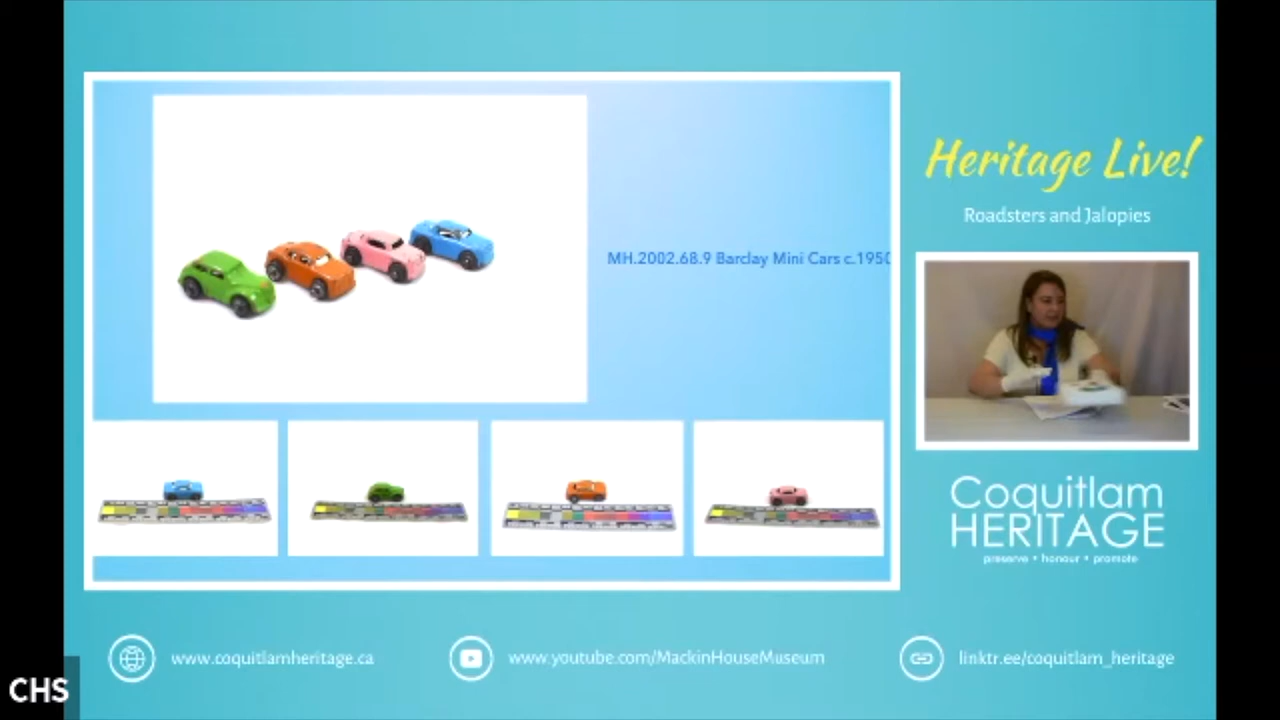 Heritage Live!
Roadsters and Jalopies
MH.2002.68.9 Barclay Mini Cars c.1950
Coquitlam
HERITAGE
preserve • honour • promote
www.coquitlamheritage.ca
www.youtube.com/MackinHouseMuseum
linktr.ee/coquitlam_heritage
CHS